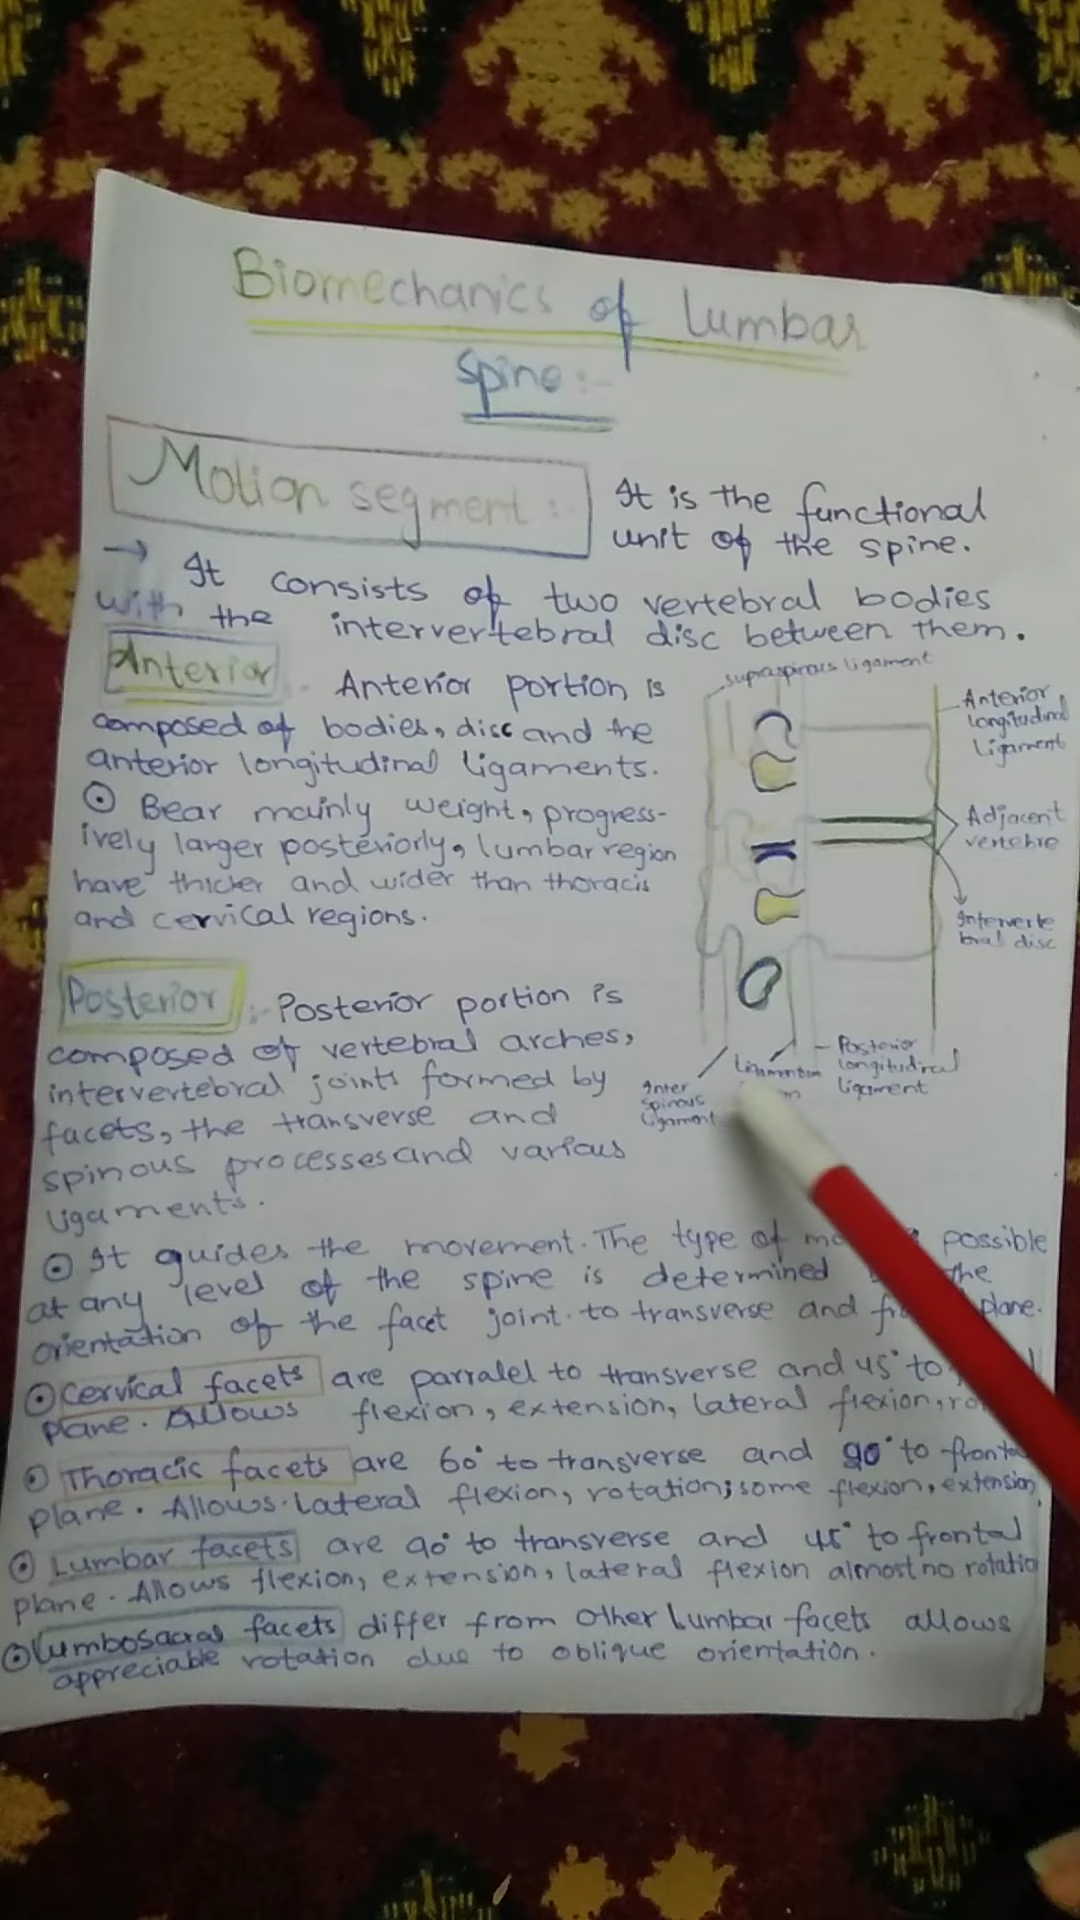 Biomechanics of Lumbar
Spine:-
Motion segment:-
It is the functional
unit of the spine.
→ It consists of two vertebral bodies
with the intervertebral disc between them.
Anterior :- Anterior portion is
composed of bodies, disc and the
anterior longitudinal ligaments.
Bear mainly weight, progress-
ively larger posteriorly, lumbar region
have thicker and wider than thoracis
and cervical regions.
supraspinous ligament
Anterior
longitudinal
ligament
Adjacent
vertebre
Interverte
bral disc
Posterior
longitudinal
ligament
Ligamentum
Inter
spinous
ligament
Posterior :- Posterior portion is
composed of vertebral arches,
intervertebral joints formed by
facets, the transverse and
spinous processes and various
ligaments.
It guides the movement. The type of possible
at any level of the spine is determined the
orientation of the facet joint to transverse and plane.
Cervical facets are parralel to transverse and 45° to
plane. Allows flexion, extension, lateral flexion,
Thoracic facets are 60° to transverse and 90° to frontal
plane. Allows lateral flexion, rotation; some flexion, extension.
Lumbar facets are 90° to transverse and 45° to frontal
plane. Allows flexion, extension, lateral flexion almost no rotatio
Lumbosacral facets differ from other lumbar facets allows
appreciable rotation due to oblique orientation.